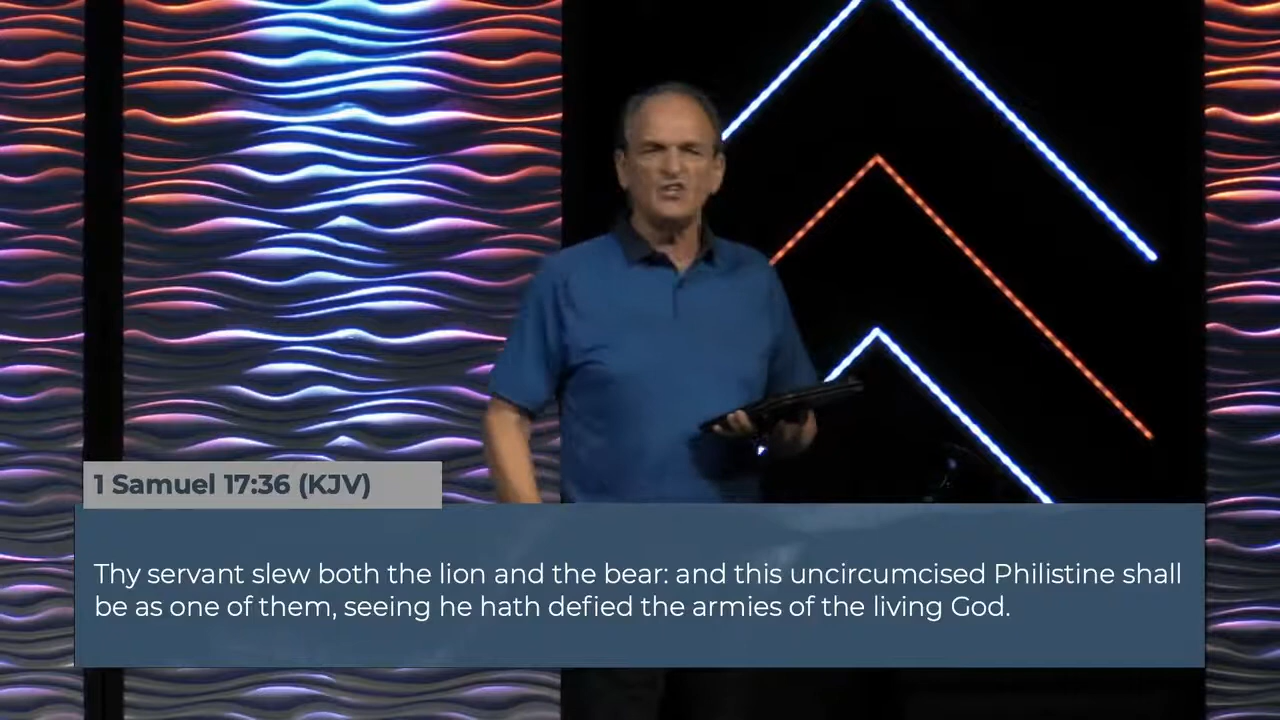 1 Samuel 17:36 (KJV)
Thy servant slew both the lion and the bear: and this uncircumcised Philistine shall
be as one of them, seeing he hath defied the armies of the living God.